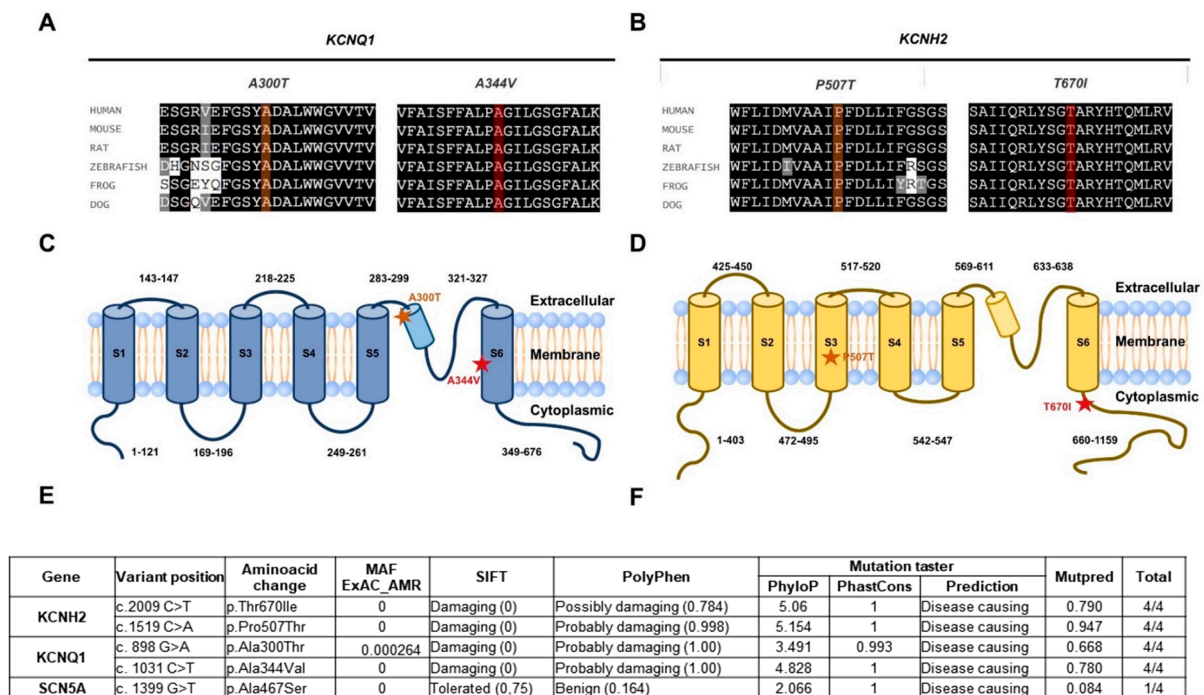 A
KCNQ1
A300T A344V
HUMAN ESGRVEFGSYADALWWGVVTV VFAISFFALPAGILGSGFALK
MOUSE ESGRIEFGSYADALWWGVVTV VFAISFFALPAGILGSGFALK
RAT ESGRIEFGSYADALWWGVVTV VFAISFFALPAGILGSGFALK
ZEBRAFISH DHGNSGFGSYADALWWGVVTV VFAISFFALPAGILGSGFALK
FROG SSGEYQFGSYADALWWGVVTV VFAISFFALPAGILGSGFALK
DOG DSGQVEFGSYADALWWGVVTV VFAISFFALPAGILGSGFALK
B
KCNH2
P507T T670I
HUMAN WFLIDMVAAIPFDLLIFGSGS SAIIQRLYSGTARYHTQMLRV
MOUSE WFLIDMVAAIPFDLLIFGSGS SAIIQRLYSGTARYHTQMLRV
RAT WFLIDMVAAIPFDLLIFGSGS SAIIQRLYSGTARYHTQMLRV
ZEBRAFISH WFLIDIVAAIPFDLLIFRSGS SAIIQRLYSGTARYHTQMLRV
FROG WFLIDMVAAIPFDLLIYRTGS SAIIQRLYSGTARYHTQMLRV
DOG WFLIDMVAAIPFDLLIFGSGS SAIIQRLYSGTARYHTQMLRV
C
143-147 218-225 283-299 321-327
A300T
Extracellular
S1 S2 S3 S4 S5 S6 Membrane
A344V
Cytoplasmic
1-121 169-196 249-261 349-676
D
425-450 517-520 569-611 633-638
Extracellular
S1 S2 S3 S4 S5 S6 Membrane
P507T
Cytoplasmic
T670I
1-403 472-495 542-547 660-1159
E F
Gene Variant position Aminoacid change MAF ExAC_AMR SIFT PolyPhen Mutation taster Mutpred Total
PhyloP PhastCons Prediction
KCNH2 c.2009 C>T p.Thr670Ile 0 Damaging (0) Possibly damaging (0.784) 5.06 1 Disease causing 0.790 4/4
c.1519 C>A p.Pro507Thr 0 Damaging (0) Probably damaging (0.998) 5.154 1 Disease causing 0.947 4/4
KCNQ1 c. 898 G>A p.Ala300Thr 0.000264 Damaging (0) Probably damaging (1.00) 3.491 0.993 Disease causing 0.668 4/4
c. 1031 C>T p.Ala344Val 0 Damaging (0) Probably damaging (1.00) 4.828 1 Disease causing 0.780 4/4
SCN5A c. 1399 G>T p.Ala467Ser 0 Tolerated (0,75) Benign (0.164) 2.066 1 Disease causing 0.084 1/4